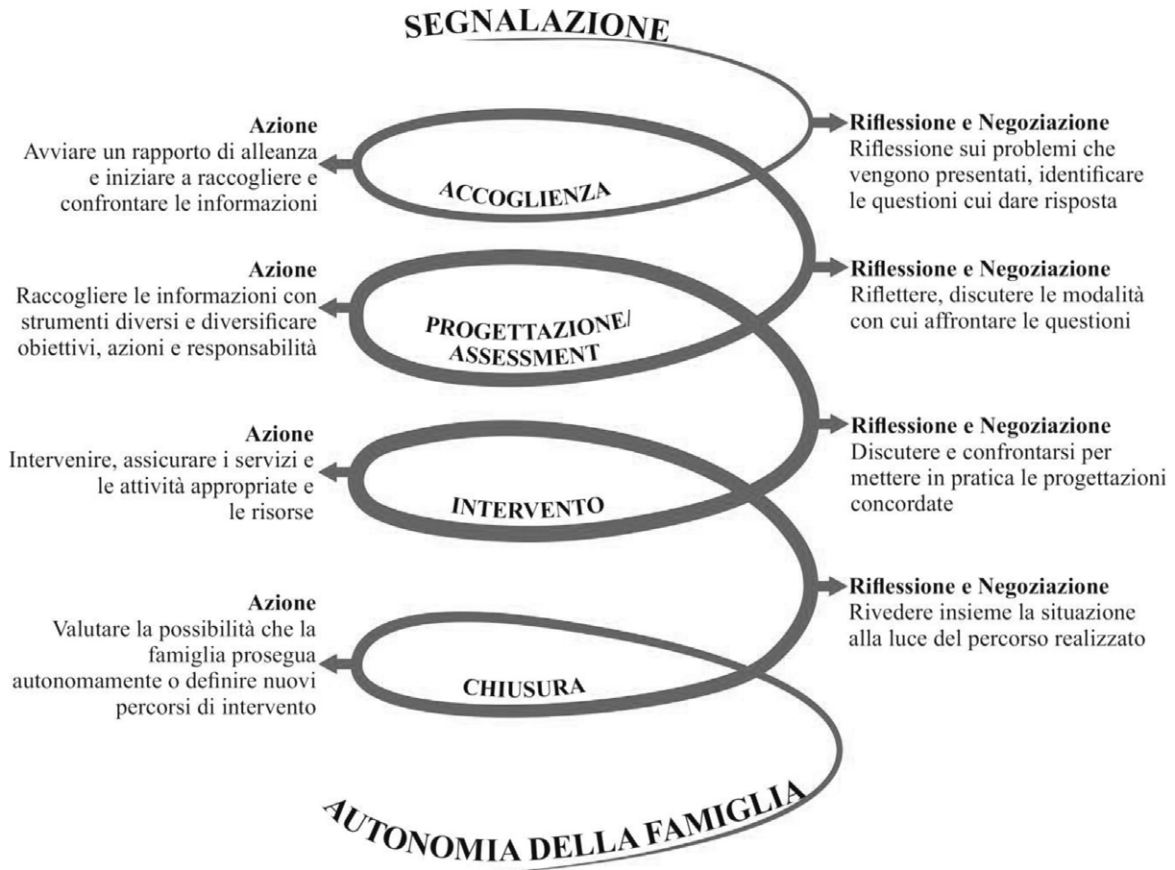 SEGNALAZIONE
Azione
Avviare un rapporto di alleanza
e iniziare a raccogliere e
confrontare le informazioni
ACCOGLIENZA
Riflessione e Negoziazione
Riflessione sui problemi che
vengono presentati, identificare
le questioni cui dare risposta
Azione
Raccogliere le informazioni con
strumenti diversi e diversificare
obiettivi, azioni e responsabilità
PROGETTAZIONE/
ASSESSMENT
Riflessione e Negoziazione
Riflettere, discutere le modalità
con cui affrontare le questioni
Azione
Intervenire, assicurare i servizi e
le attività appropriate e
le risorse
INTERVENTO
Riflessione e Negoziazione
Discutere e confrontarsi per
mettere in pratica le progettazioni
concordate
Azione
Valutare la possibilità che la
famiglia prosegua
autonomamente o definire nuovi
percorsi di intervento
CHIUSURA
Riflessione e Negoziazione
Rivedere insieme la situazione
alla luce del percorso realizzato
AUTONOMIA DELLA FAMIGLIA